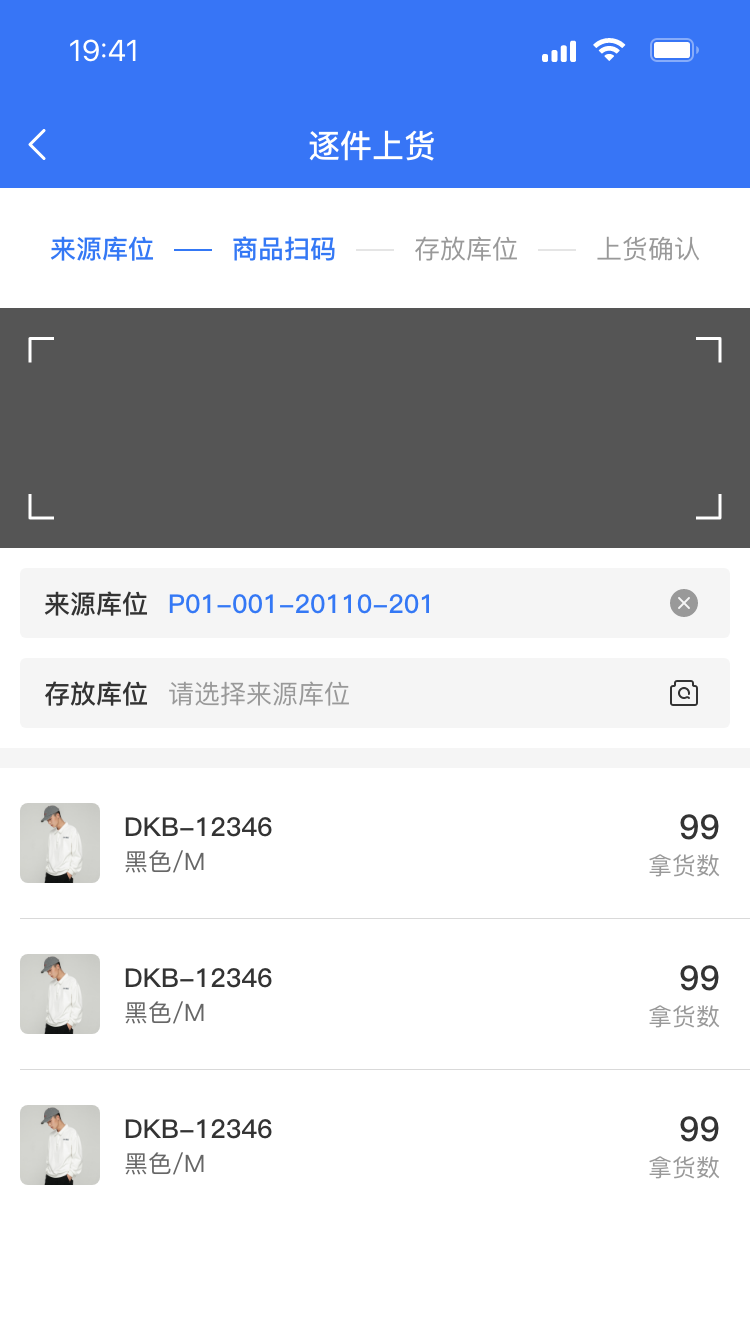 19:41
逐件上货
来源库位 商品扫码 存放库位 上货确认
来源库位 P01-001-20110-201
存放库位 请选择来源库位
DKB-12346 99
黑色/M 拿货数
DKB-12346 99
黑色/M 拿货数
DKB-12346 99
黑色/M 拿货数